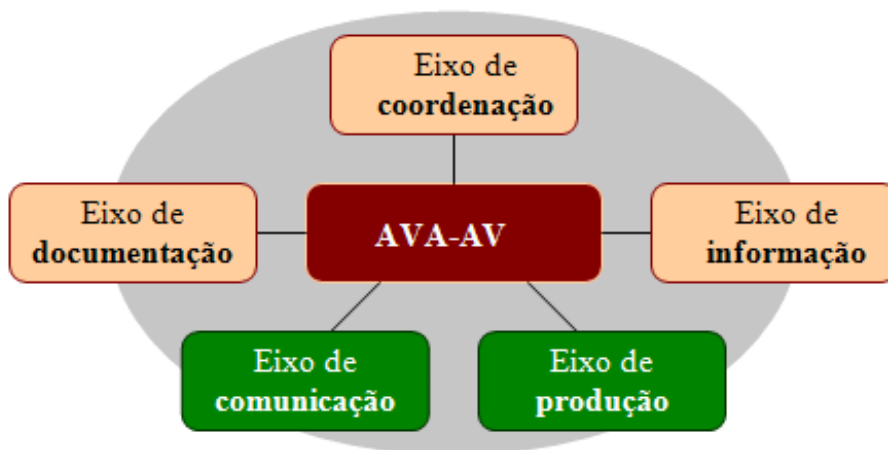 Eixo de
coordenação
Eixo de
documentação
AVA-AV
Eixo de
informação
Eixo de
comunicação
Eixo de
produção